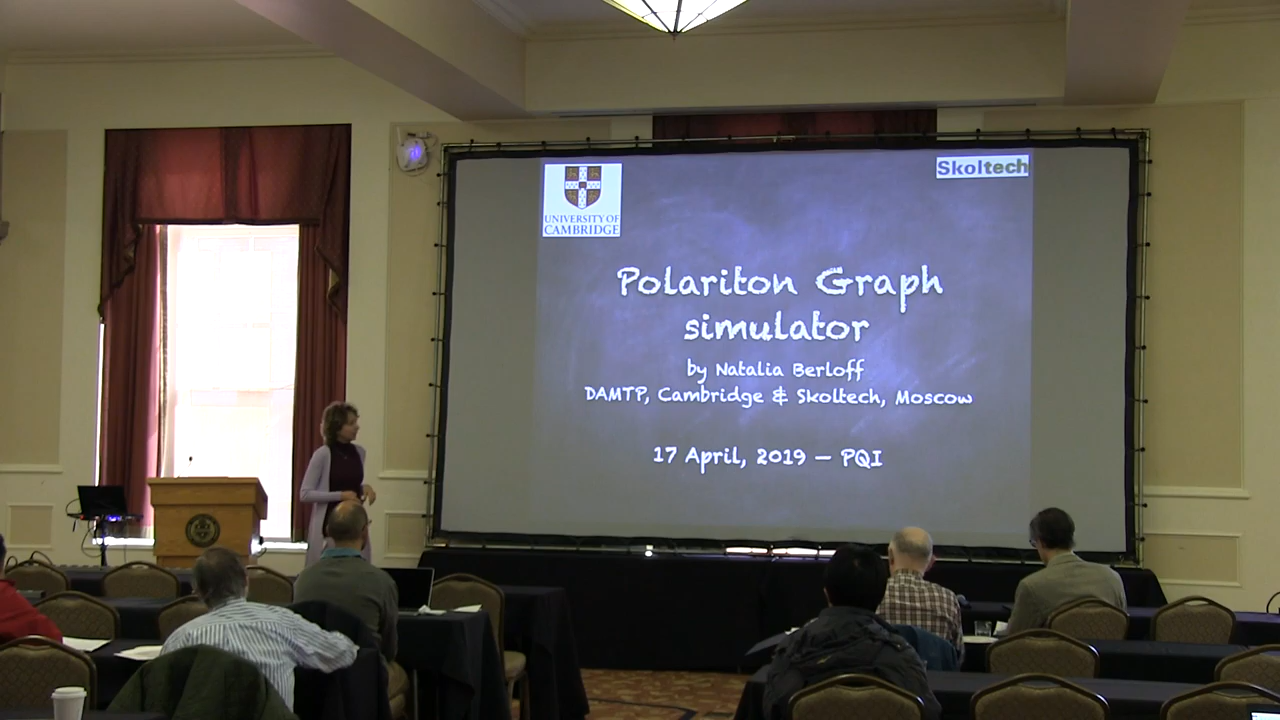 UNIVERSITY OF
CAMBRIDGE
Skoltech
Polariton Graph
simulator
by Natalia Berloff
DAMTP, Cambridge & Skoltech, Moscow
17 April, 2019 – PQI